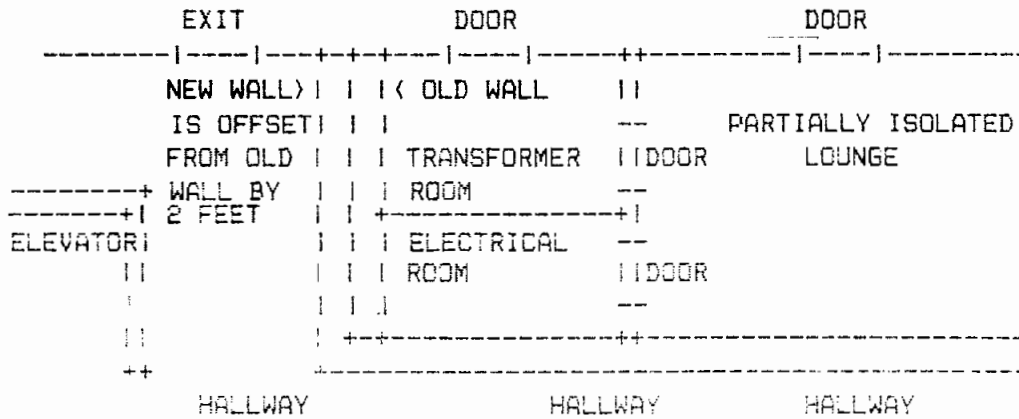 EXIT DOOR DOOR
NEW WALL> < OLD WALL
IS OFFSET
PARTIALLY ISOLATED
FROM OLD TRANSFORMER DOOR LOUNGE
WALL BY ROOM
2 FEET
ELEVATOR ELECTRICAL
ROOM DOOR
HALLWAY HALLWAY HALLWAY